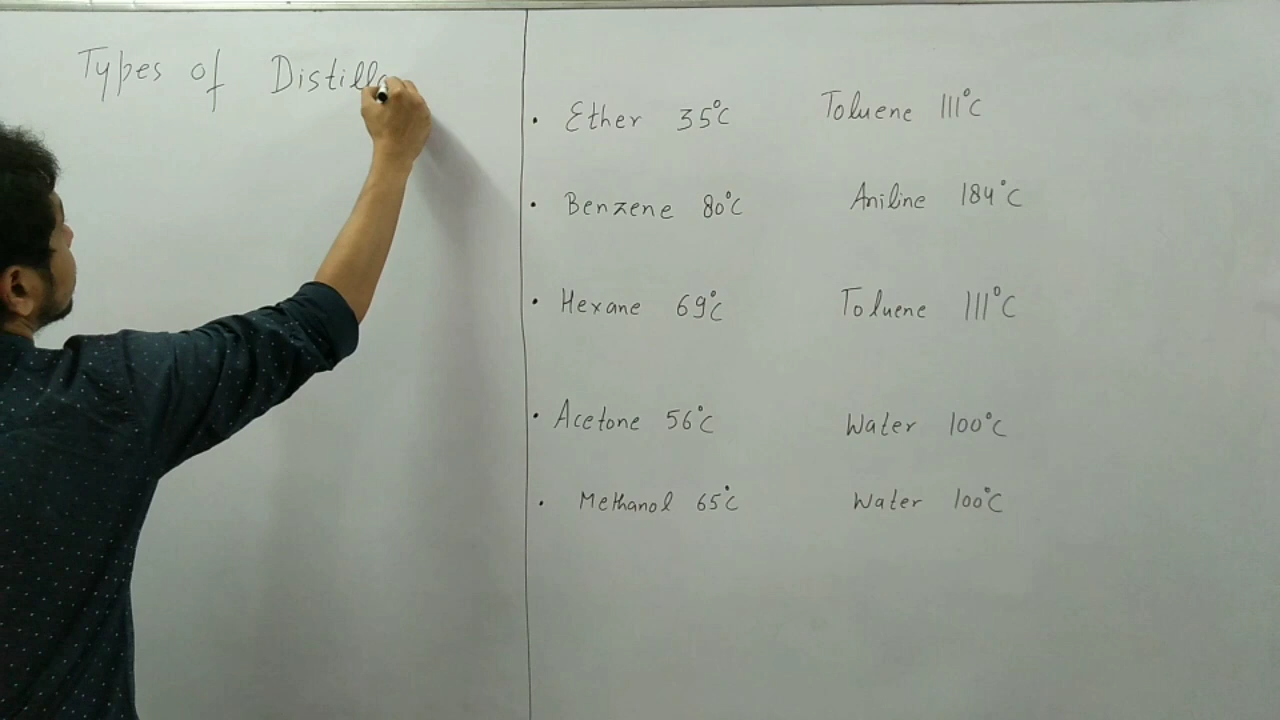 Types of Distilla
• Ether 35°C Toluene 111°C
• Benzene 80°C Aniline 184°C
• Hexane 69°C Toluene 111°C
• Acetone 56°C Water 100°C
• Methanol 65°C Water 100°C